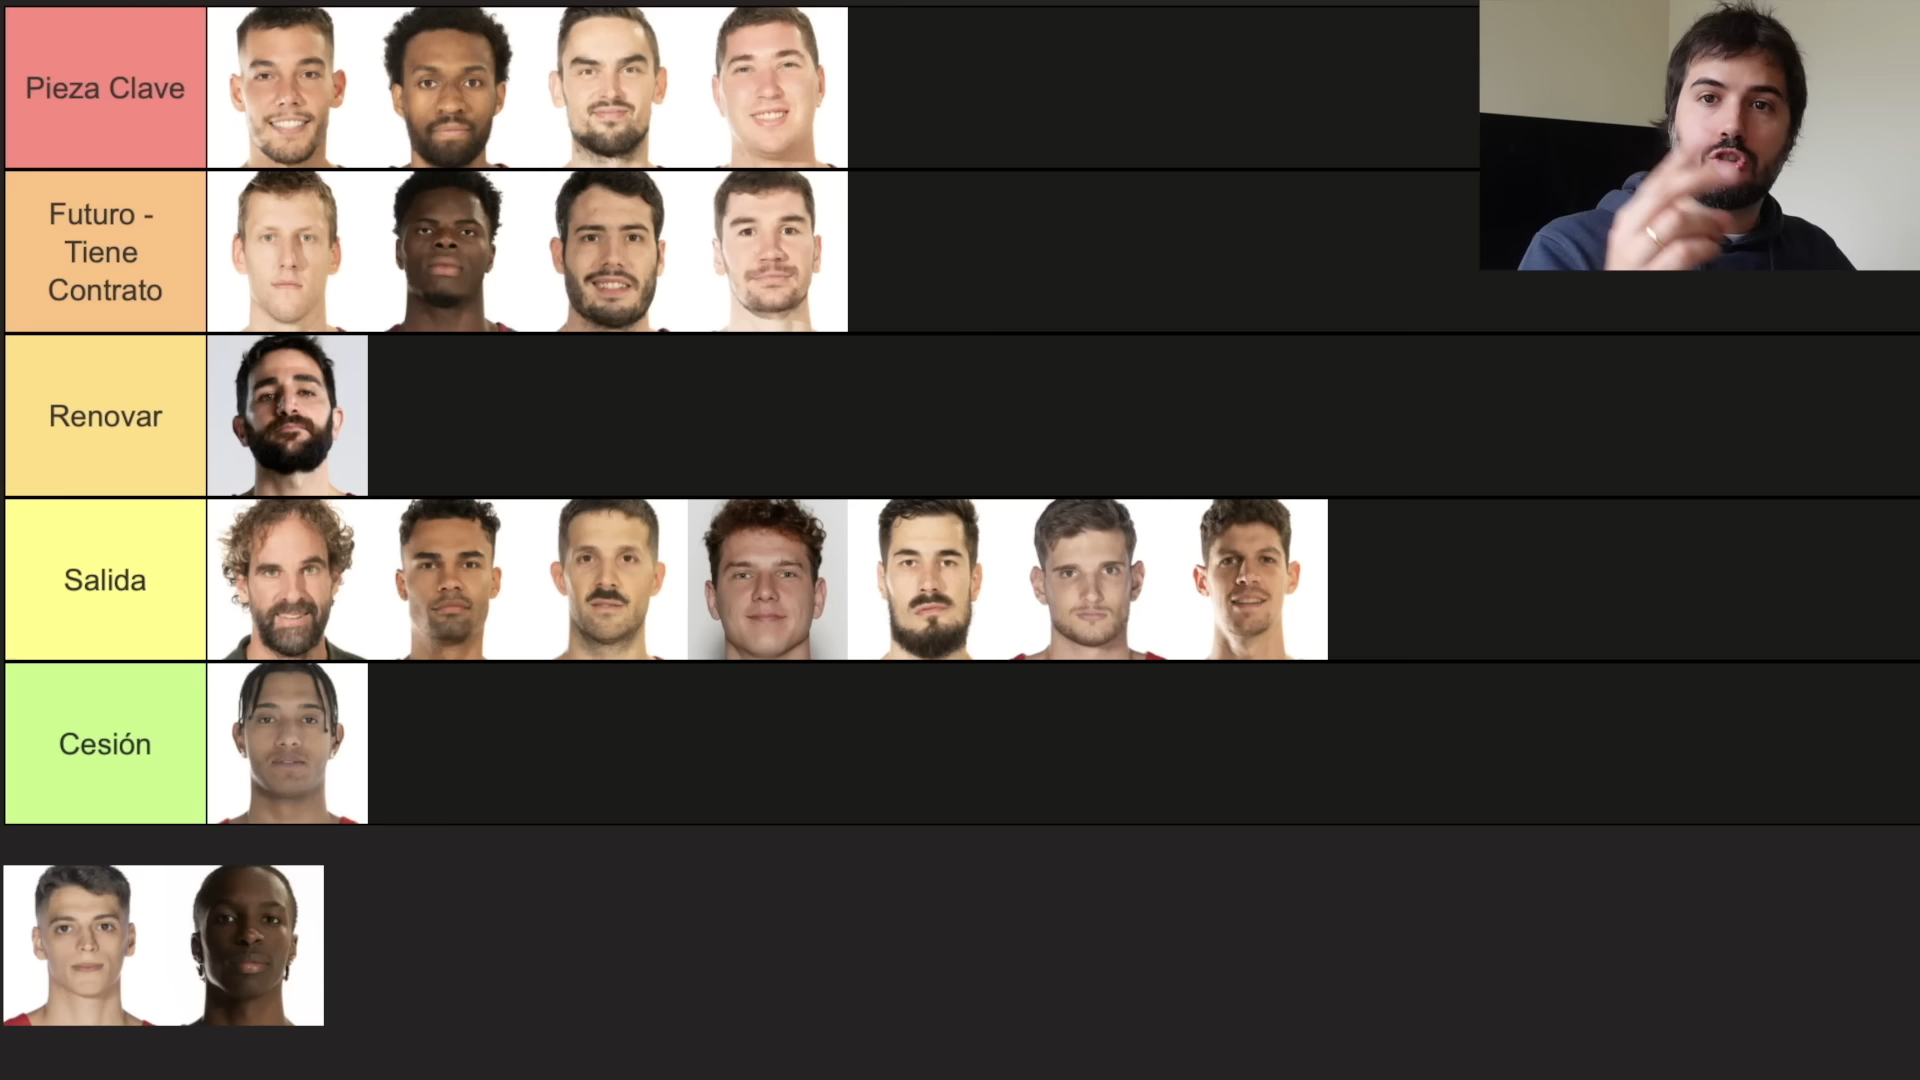 Pieza Clave
Futuro -
Tiene
Contrato
Renovar
Salida
Cesión